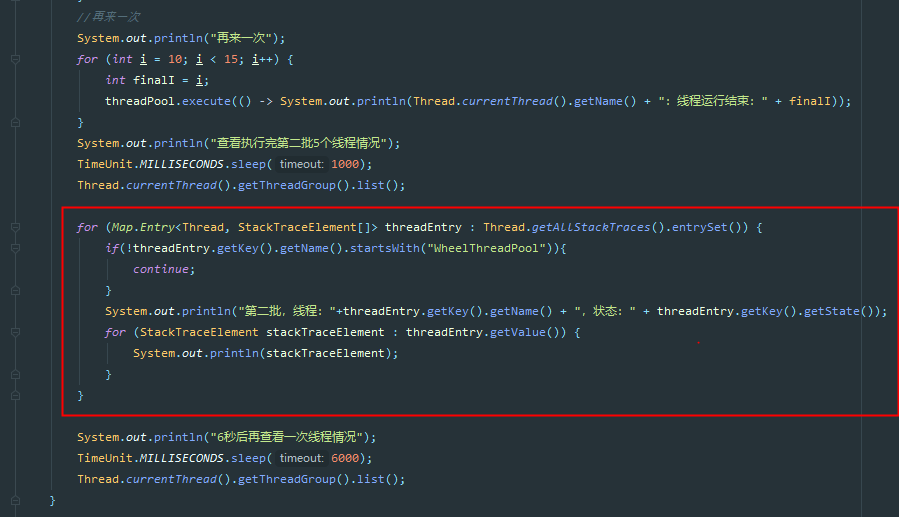 //再来一次
System.out.println("再来一次");
for (int i = 10; i < 15; i++) {
int finalI = i;
threadPool.execute(() -> System.out.println(Thread.currentThread().getName() + ": 线程运行结束: " + finalI));
}
System.out.println("查看执行完第二批5个线程情况");
TimeUnit.MILLISECONDS.sleep( timeout: 1000);
Thread.currentThread().getThreadGroup().list();
for (Map.Entry<Thread, StackTraceElement[]> threadEntry : Thread.getAllStackTraces().entrySet()) {
if(!threadEntry.getKey().getName().startsWith("WheelThreadPool")){
continue;
}
System.out.println("第二批，线程: "+threadEntry.getKey().getName() + ", 状态: " + threadEntry.getKey().getState());
for (StackTraceElement stackTraceElement : threadEntry.getValue()) {
System.out.println(stackTraceElement);
}
}
System.out.println("6秒后再查看一次线程情况");
TimeUnit.MILLISECONDS.sleep( timeout: 6000);
Thread.currentThread().getThreadGroup().list();
}